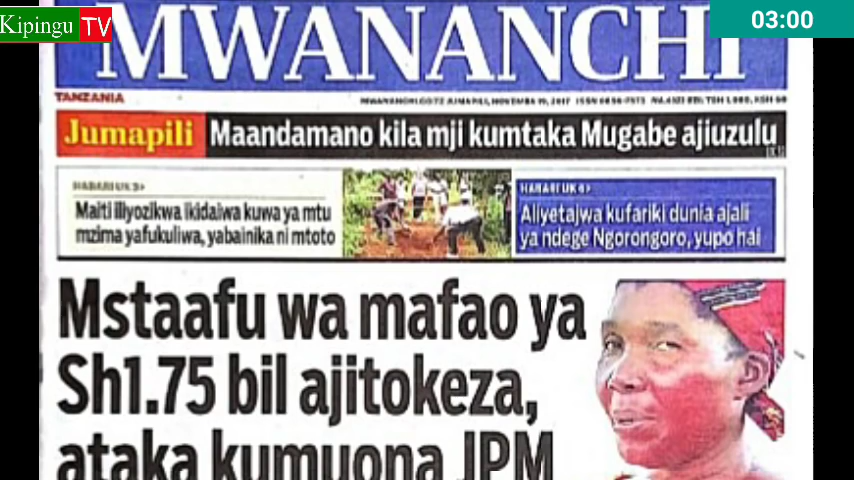 Kipingu TV
03:00
MWANANCHI
TANZANIA
Jumapili Maandamano kila mji kumtaka Mugabe ajiuzulu
HABARI UK 3>
Maiti iliyozikwa ikidaiwa kuwa ya mtu
mzima yafukuliwa, yabainika ni mtoto
HABARI UK 4>
Aliyetajwa kufariki dunia ajali
ya ndege Ngorongoro, yupo hai
Mstaafu wa mafao ya
Sh1.75 bil ajitokeza,
ataka kumuona JPM